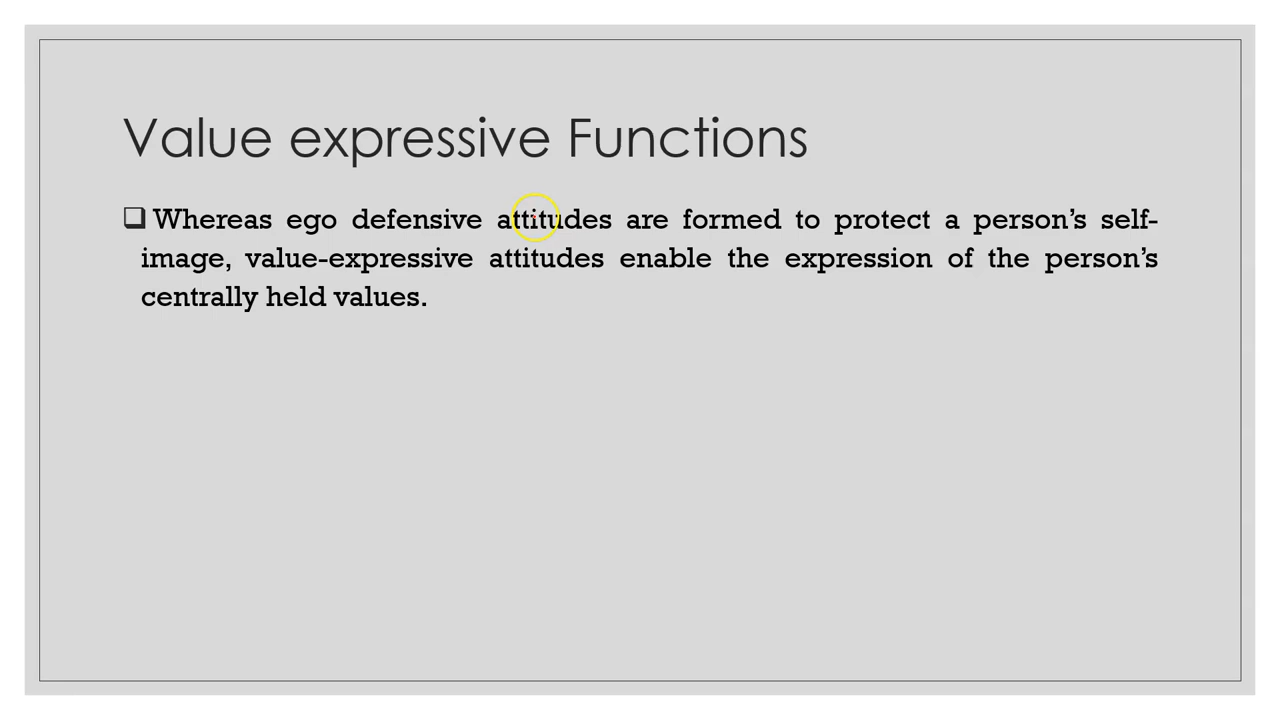 Value expressive Functions
Whereas ego defensive attitudes are formed to protect a person’s self-
image, value-expressive attitudes enable the expression of the person’s
centrally held values.